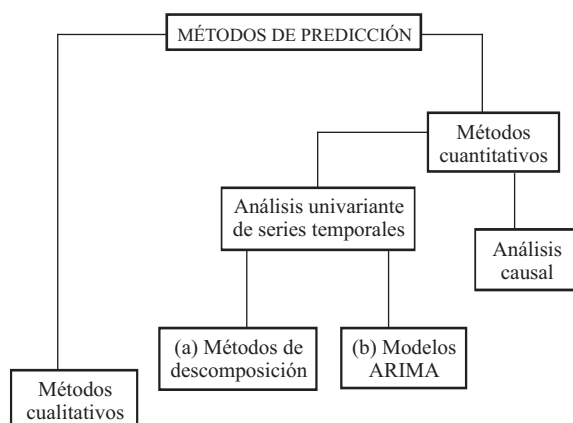 MÉTODOS DE PREDICCIÓN
Métodos
cuantitativos
Análisis univariante
de series temporales
Análisis
causal
(a) Métodos de
descomposición
(b) Modelos
ARIMA
Métodos
cualitativos